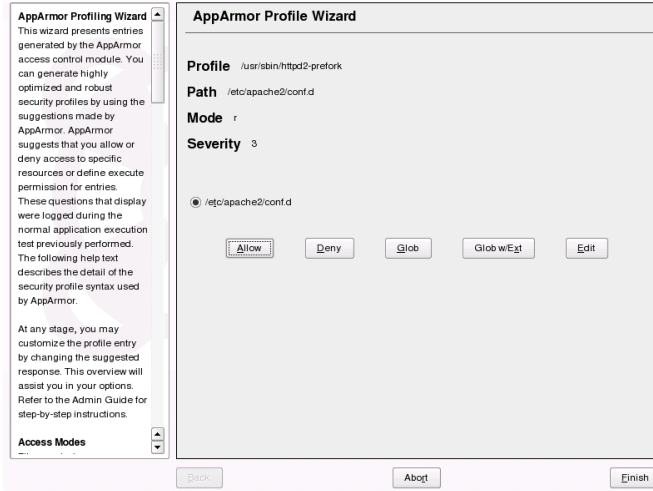 AppArmor Profiling Wizard
This wizard presents entries
generated by the AppArmor
access control module. You
can generate highly
optimized and robust
security profiles by using the
suggestions made by
AppArmor. AppArmor
suggests that you allow or
deny access to specific
resources or define execute
permission for entries.
These questions that display
were logged during the
normal application execution
test previously performed.
The following help text
describes the detail of the
security profile syntax used
by AppArmor.
At any stage, you may
customize the profile entry
by changing the suggested
response. This overview will
assist you in your options.
Refer to the Admin Guide for
step-by-step instructions.
Access Modes
AppArmor Profile Wizard
Profile /usr/sbin/httpd2-prefork
Path /etc/apache2/conf.d
Mode r
Severity 3
/etc/apache2/conf.d
Allow Deny Glob Glob w/Ext Edit
Back Abort Finish